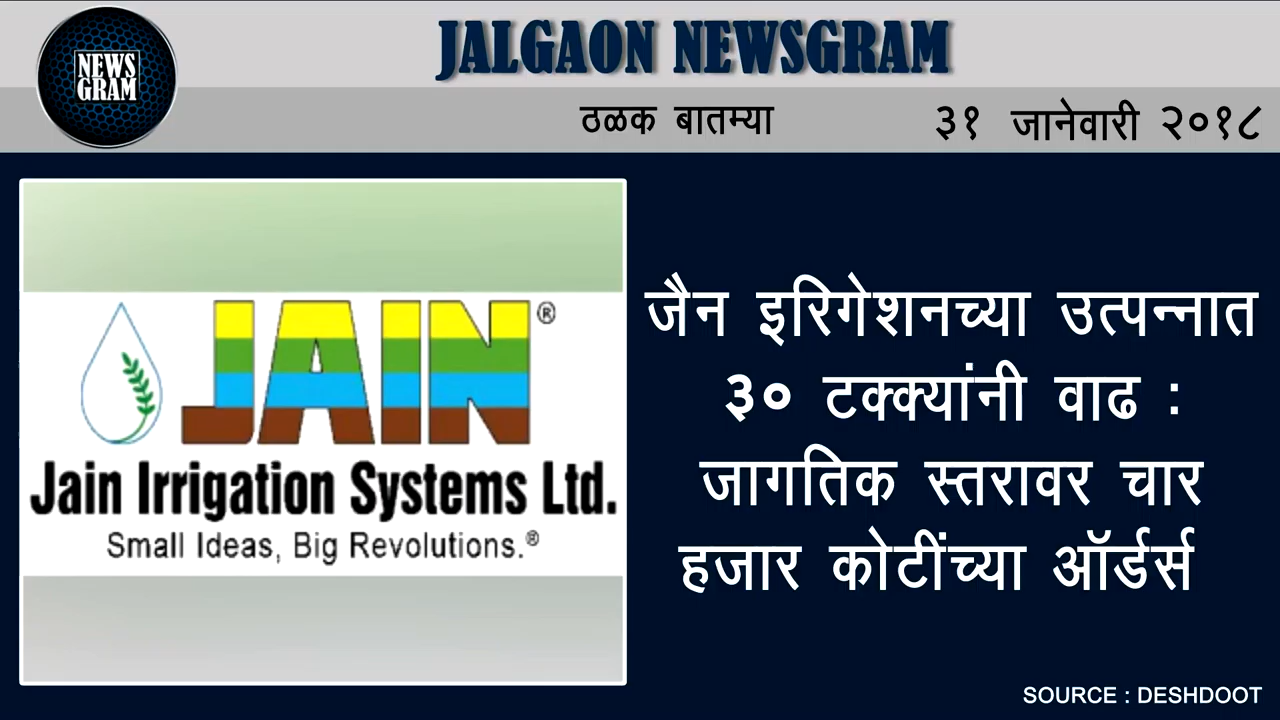 NEWS
GRAM
JALGAON NEWSGRAM
ठळक बातम्या
३१ जानेवारी २०१८
JAIN®
Jain Irrigation Systems Ltd.
Small Ideas, Big Revolutions.®
जैन इरिगेशनच्या उत्पन्नात
३० टक्क्यांनी वाढ :
जागतिक स्तरावर चार
हजार कोटींच्या ऑर्डर्स
SOURCE : DESHDOOT